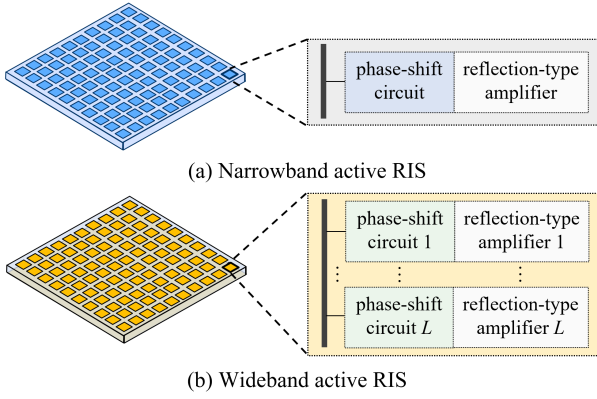 phase-shift reflection-type
circuit amplifier
(a) Narrowband active RIS
phase-shift reflection-type
circuit 1 amplifier 1
⋮ ⋮ ⋮
phase-shift reflection-type
circuit L amplifier L
(b) Wideband active RIS